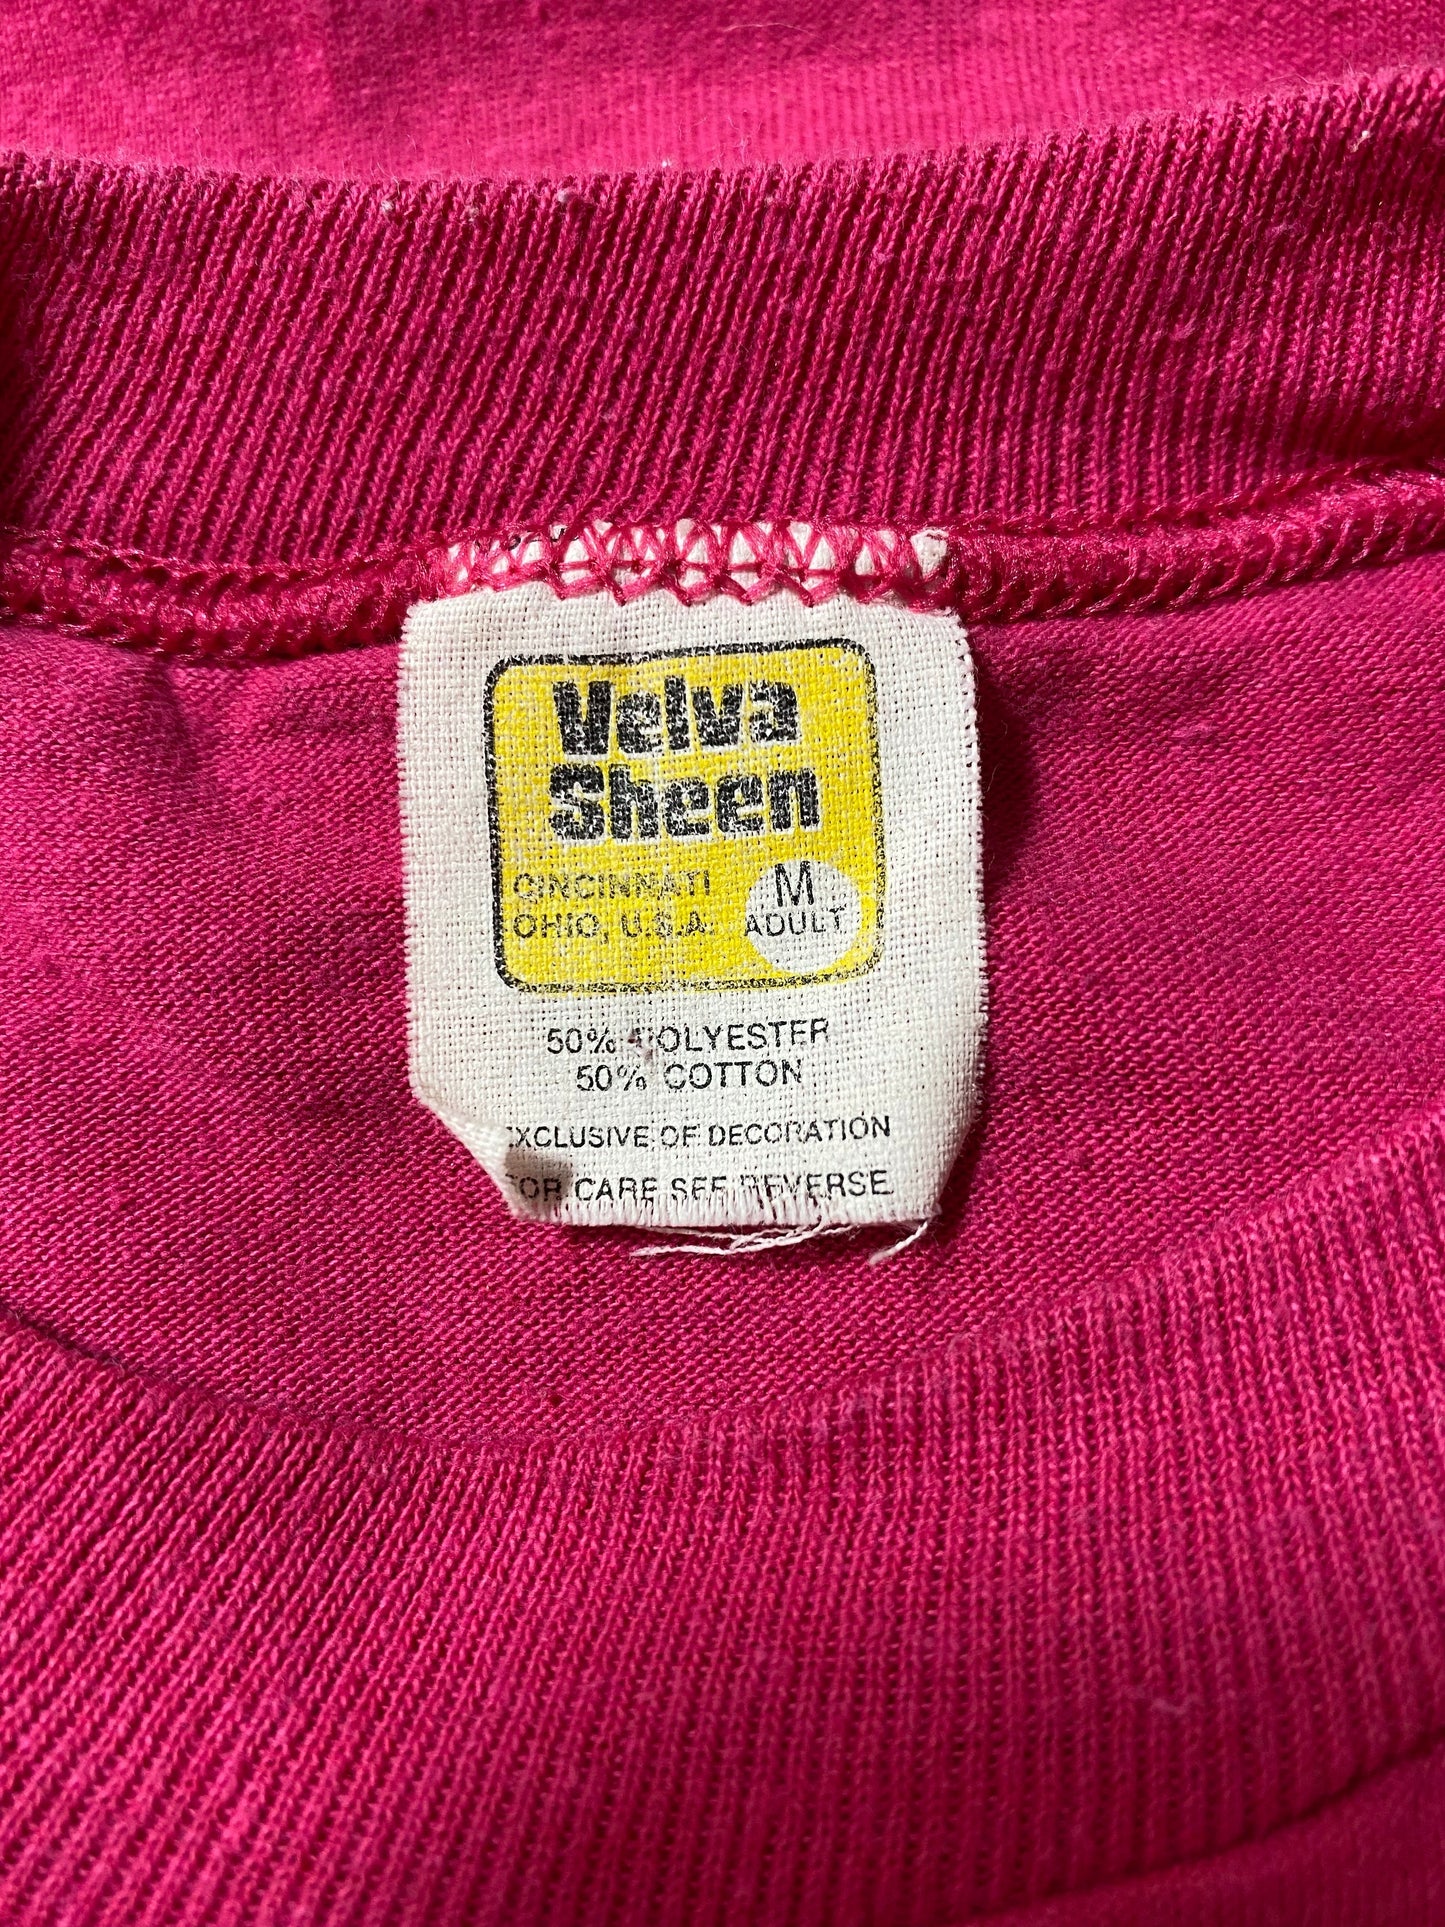 Velva
Sheen
CINCINNATI
OHIO, U.S.A.
M
ADULT
50% POLYESTER
50% COTTON
EXCLUSIVE OF DECORATION
FOR CARE SEE REVERSE